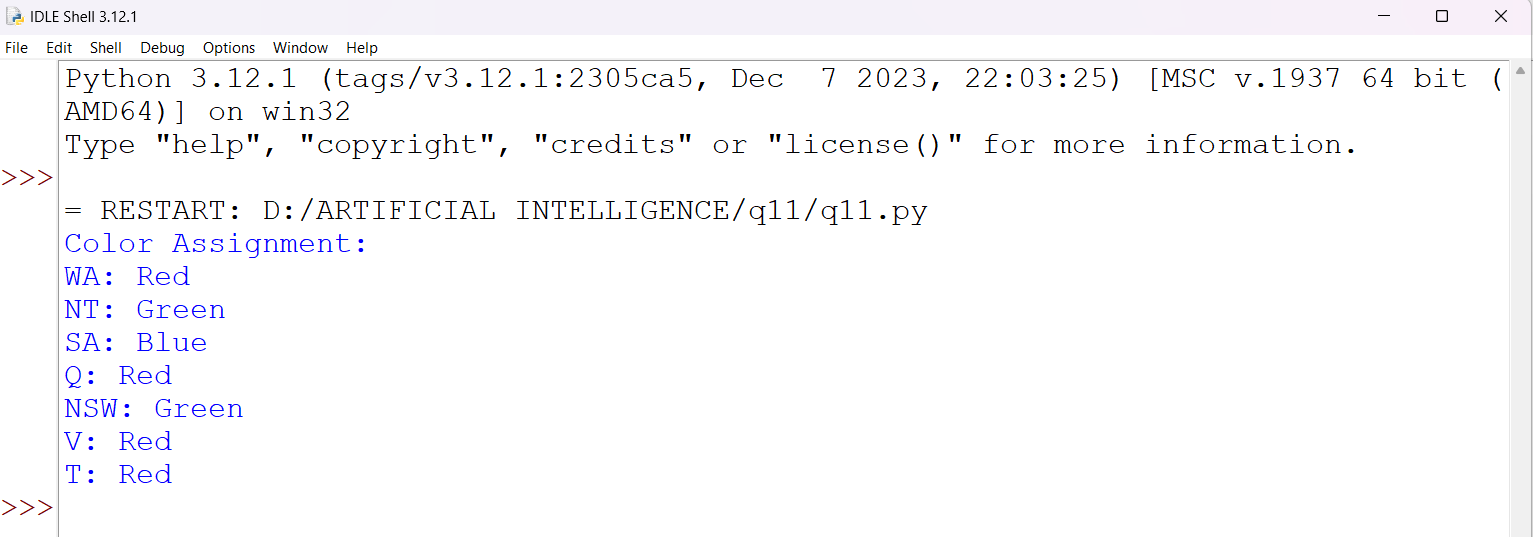 IDLE Shell 3.12.1
File Edit Shell Debug Options Window Help
Python 3.12.1 (tags/v3.12.1:2305ca5, Dec  7 2023, 22:03:25) [MSC v.1937 64 bit (
AMD64)] on win32
Type "help", "copyright", "credits" or "license()" for more information.
>>>
= RESTART: D:/ARTIFICIAL INTELLIGENCE/q11/q11.py
Color Assignment:
WA: Red
NT: Green
SA: Blue
Q: Red
NSW: Green
V: Red
T: Red
>>>